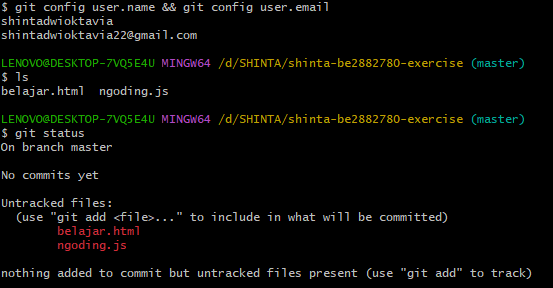 $ git config user.name && git config user.email
shintadwioktavia
shintadwioktavia22@gmail.com
LENOVO@DESKTOP-7VQ5E4U MINGW64 /d/SHINTA/shinta-be2882780-exercise (master)
$ ls
belajar.html  ngoding.js
LENOVO@DESKTOP-7VQ5E4U MINGW64 /d/SHINTA/shinta-be2882780-exercise (master)
$ git status
On branch master
No commits yet
Untracked files:
  (use "git add <file>..." to include in what will be committed)
        belajar.html
        ngoding.js
nothing added to commit but untracked files present (use "git add" to track)